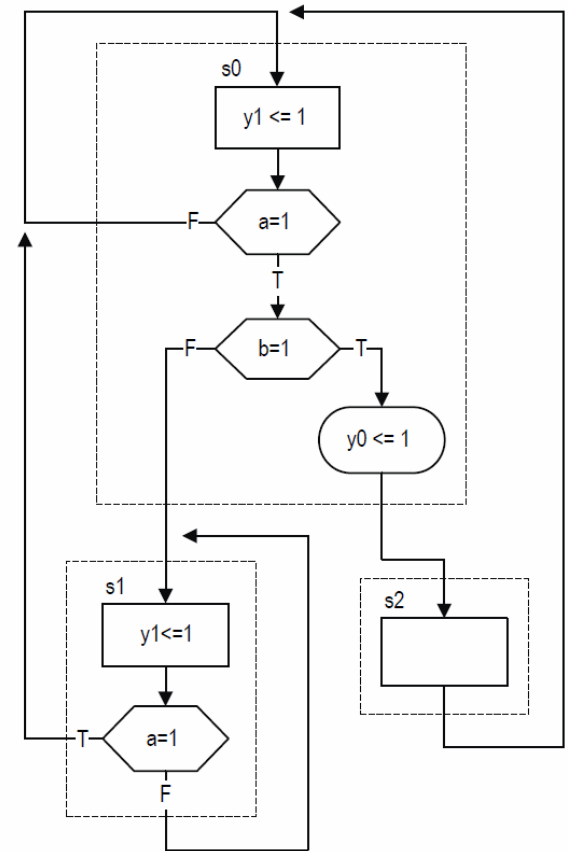 s0
y1 <= 1
F
a=1
T
F
b=1
T
y0 <= 1
s1
y1<=1
s2
T
a=1
F